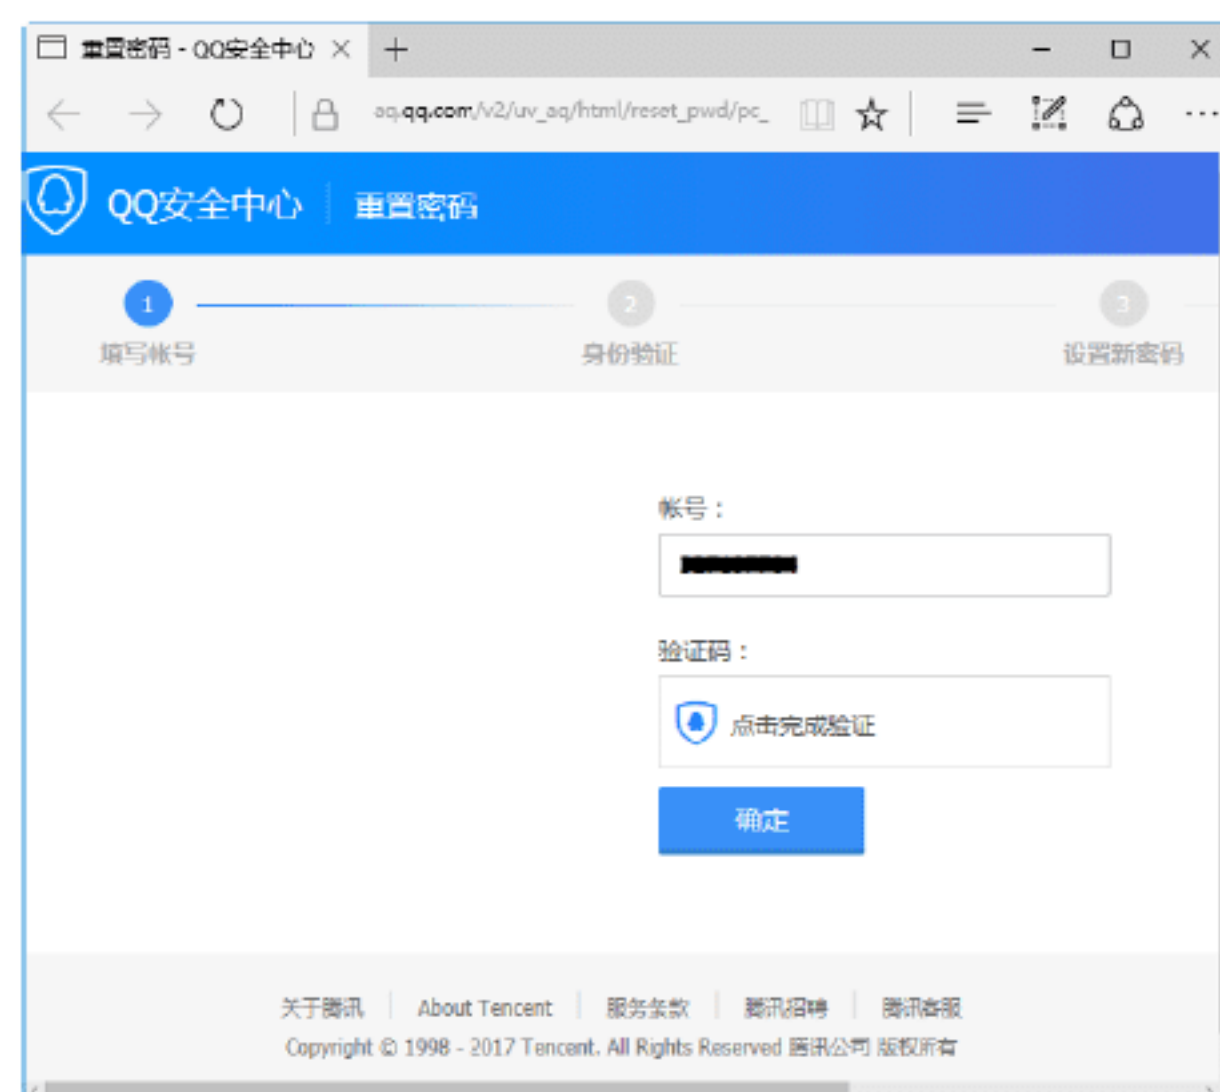 重置密码 - QQ安全中心
aq.qq.com/v2/uv_aq/html/reset_pwd/pc_
QQ安全中心 重置密码
1 2 3
填写帐号 身份验证 设置新密码
帐号：
验证码：
点击完成验证
确定
关于腾讯 About Tencent 服务条款 腾讯招聘 腾讯客服
Copyright © 1998 - 2017 Tencent. All Rights Reserved 腾讯公司 版权所有